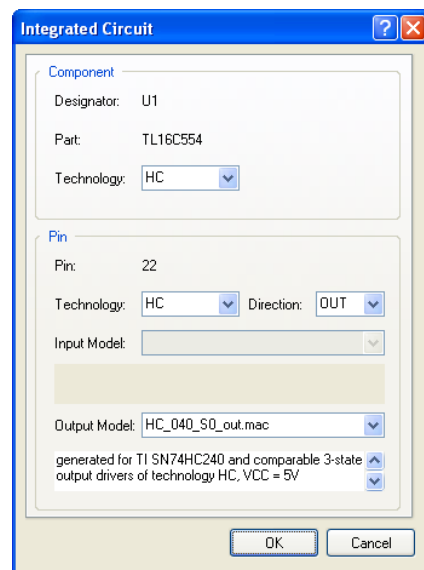 Integrated Circuit
Component
Designator: U1
Part: TL16C554
Technology: HC
Pin
Pin: 22
Technology: HC Direction: OUT
Input Model:
Output Model: HC_040_S0_out.mac
generated for TI SN74HC240 and comparable 3-state
output drivers of technology HC, VCC = 5V
OK Cancel